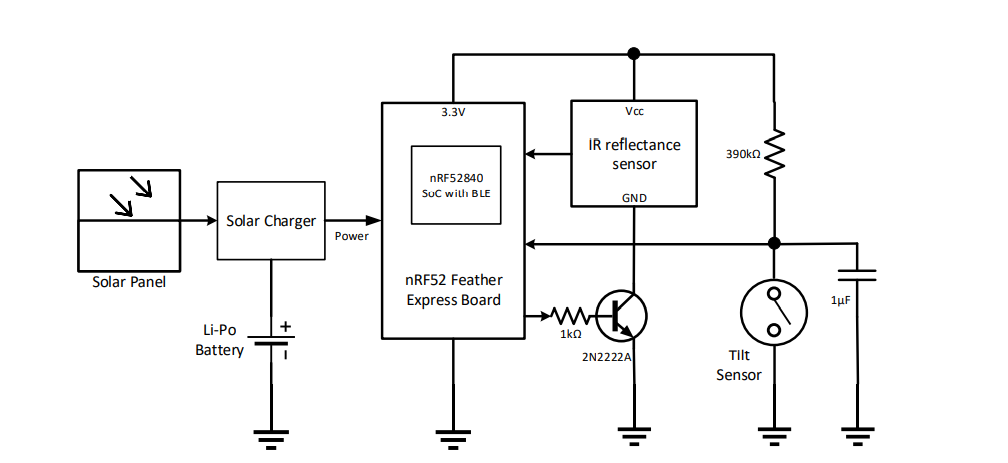 3.3V
nRF52840
SoC with BLE
nRF52 Feather
Express Board
Vcc
IR reflectance
sensor
GND
390kΩ
Solar Panel
Solar Charger
Power
Li-Po
Battery
+
1kΩ
2N2222A
Tilt
Sensor
1µF